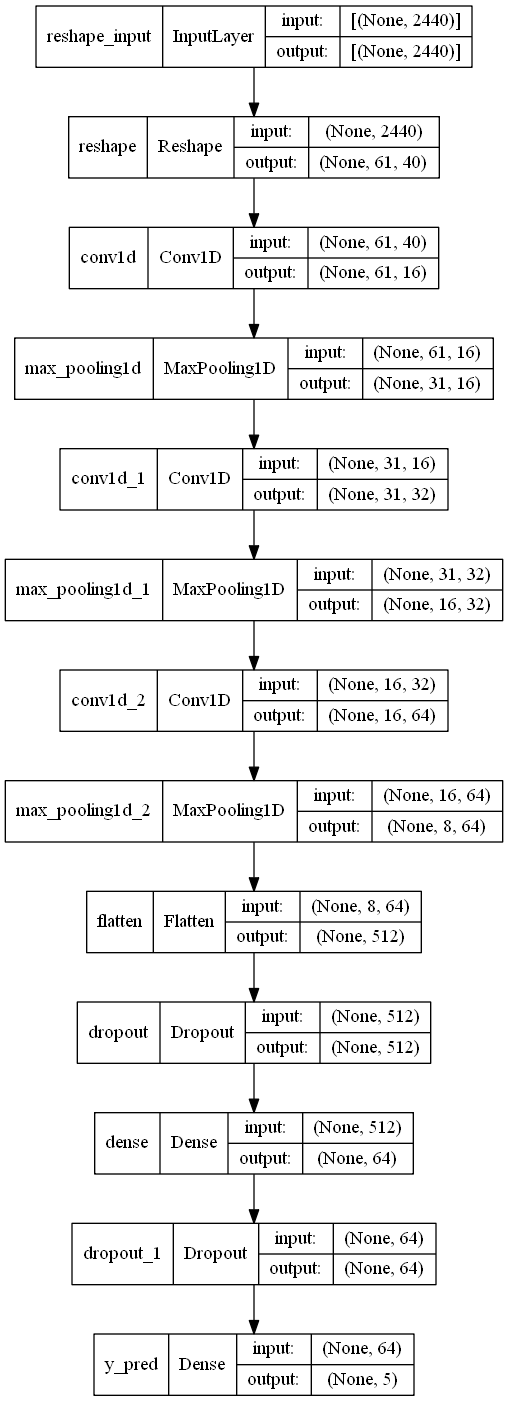 reshape_input InputLayer input: [(None, 2440)]
output: [(None, 2440)]
reshape Reshape input: (None, 2440)
output: (None, 61, 40)
conv1d Conv1D input: (None, 61, 40)
output: (None, 61, 16)
max_pooling1d MaxPooling1D input: (None, 61, 16)
output: (None, 31, 16)
conv1d_1 Conv1D input: (None, 31, 16)
output: (None, 31, 32)
max_pooling1d_1 MaxPooling1D input: (None, 31, 32)
output: (None, 16, 32)
conv1d_2 Conv1D input: (None, 16, 32)
output: (None, 16, 64)
max_pooling1d_2 MaxPooling1D input: (None, 16, 64)
output: (None, 8, 64)
flatten Flatten input: (None, 8, 64)
output: (None, 512)
dropout Dropout input: (None, 512)
output: (None, 512)
dense Dense input: (None, 512)
output: (None, 64)
dropout_1 Dropout input: (None, 64)
output: (None, 64)
y_pred Dense input: (None, 64)
output: (None, 5)